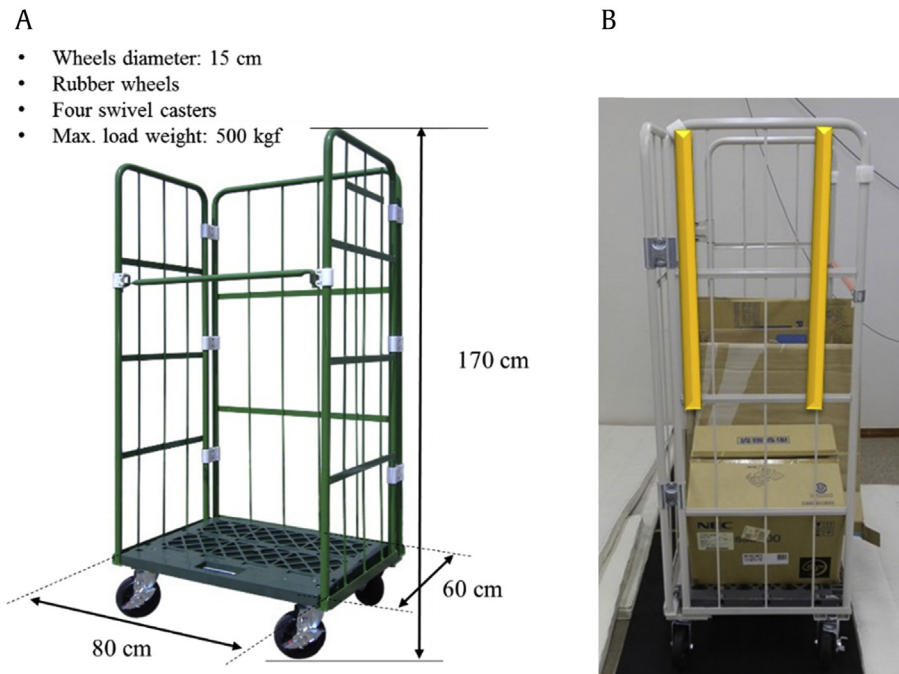 A
B
• Wheels diameter: 15 cm
• Rubber wheels
• Four swivel casters
• Max. load weight: 500 kgf
170 cm
60 cm
80 cm
NEC